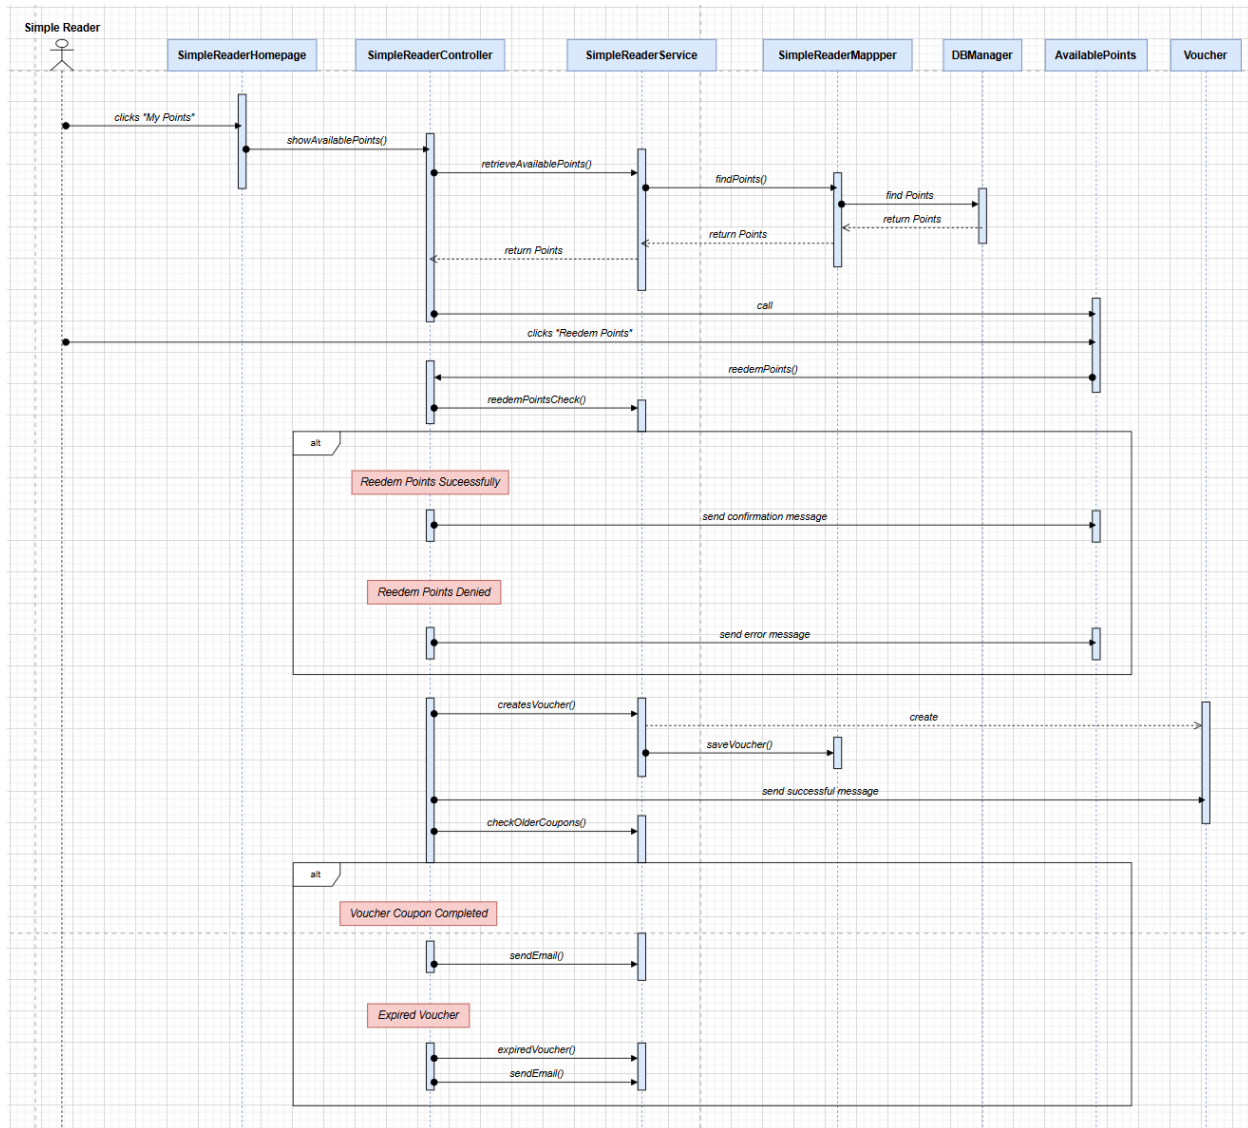 Simple Reader
SimpleReaderHomepage
SimpleReaderController
SimpleReaderService
SimpleReaderMappper
DBManager
AvailablePoints
Voucher
clicks "My Points"
showAvailablePoints()
retrieveAvailablePoints()
findPoints()
find Points
return Points
return Points
return Points
call
clicks "Reedem Points"
reedemPoints()
reedemPointsCheck()
alt
Reedem Points Suceessfully
send confirmation message
Reedem Points Denied
send error message
createsVoucher()
create
saveVoucher()
send successful message
checkOlderCoupons()
alt
Voucher Coupon Completed
sendEmail()
Expired Voucher
expiredVoucher()
sendEmail()